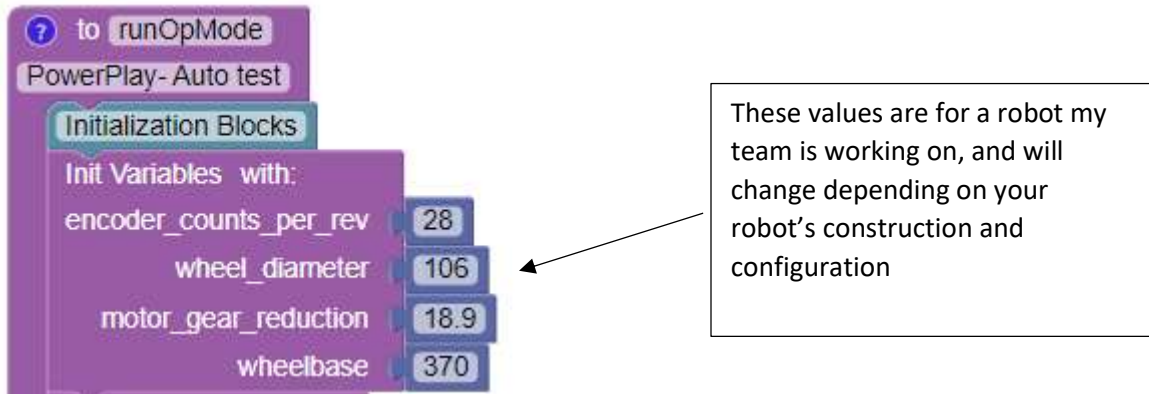 ? to runOpMode
PowerPlay- Auto test
Initialization Blocks
Init Variables with:
encoder_counts_per_rev 28
wheel_diameter 106
motor_gear_reduction 18.9
wheelbase 370
These values are for a robot my
team is working on, and will
change depending on your
robot’s construction and
configuration